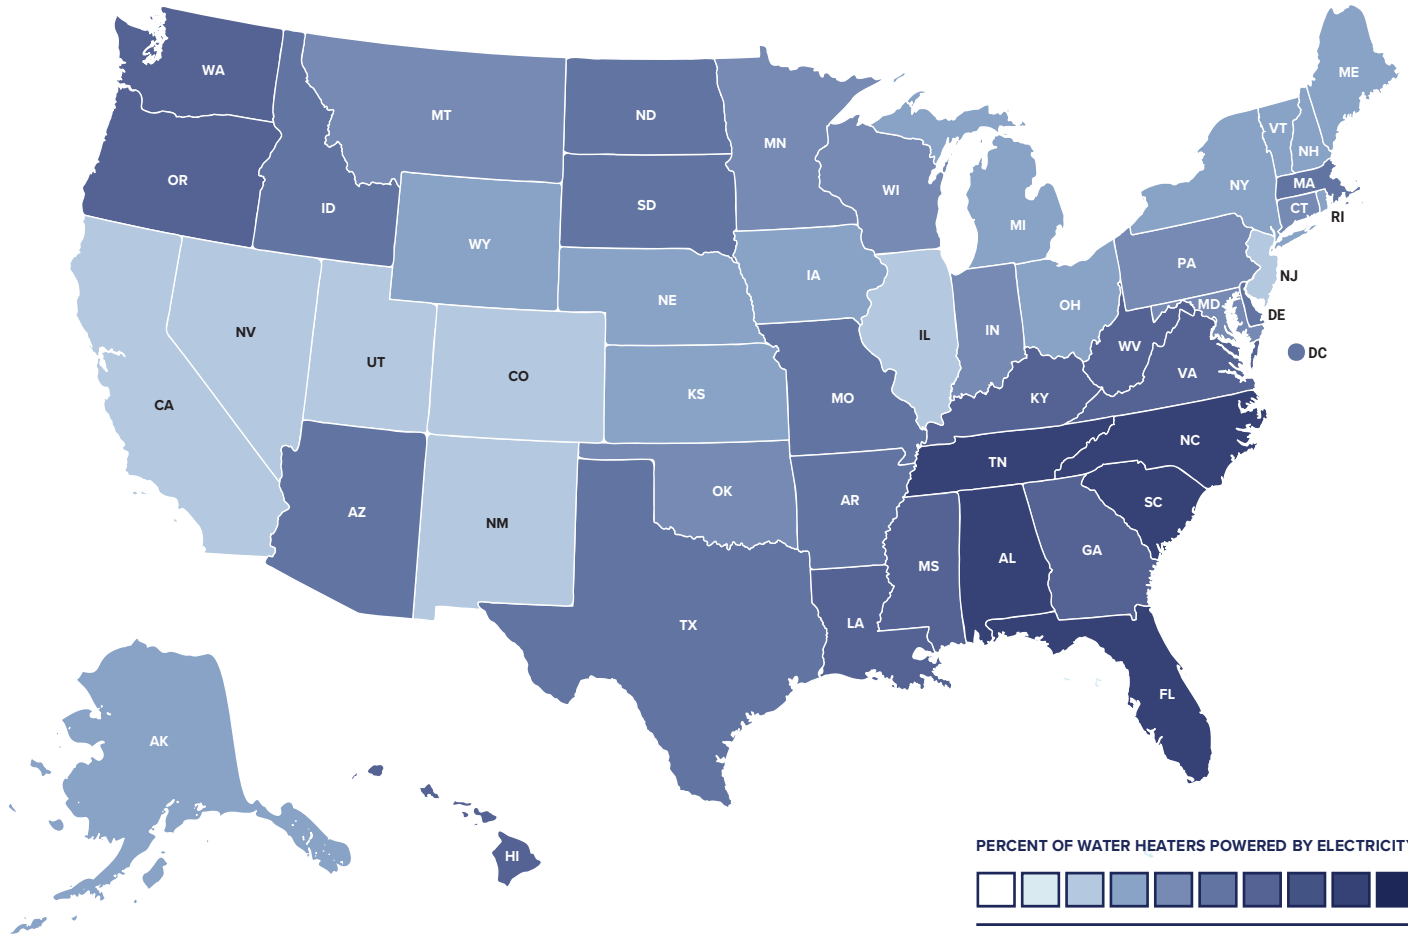 WA
ME
MT
ND
MN
VT
NH
OR
ID
SD
WI
NY
MA
CT
RI
WY
MI
IA
PA
NJ
NE
OH
MD
DE
NV
IL
IN
WV
DC
UT
CO
KS
MO
KY
VA
CA
NC
TN
NM
AZ
OK
AR
SC
MS
AL
GA
TX
LA
FL
AK
HI
PERCENT OF WATER HEATERS POWERED BY ELECTRICITY